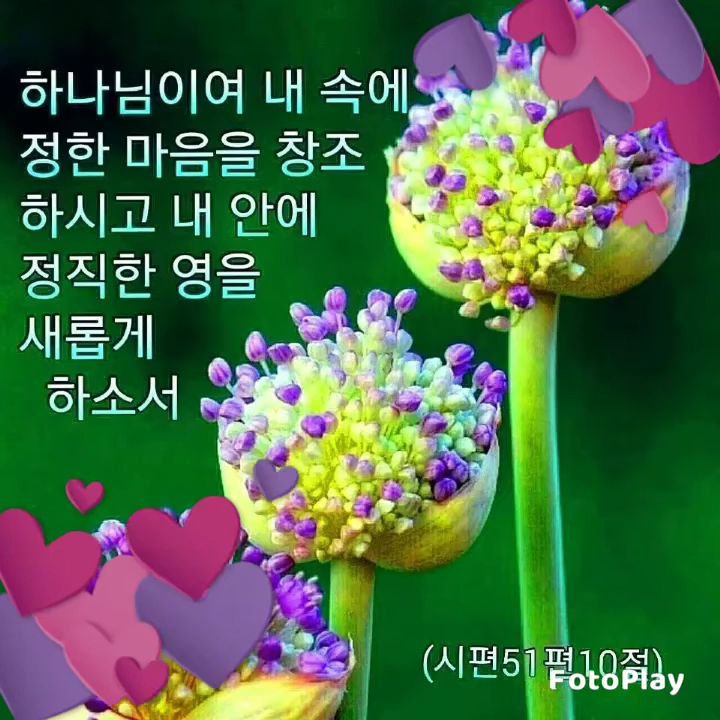 하나님이여 내 속에
정한 마음을 창조
하시고 내 안에
정직한 영을
새롭게
하소서
(시편51편10절)
FotoPlay